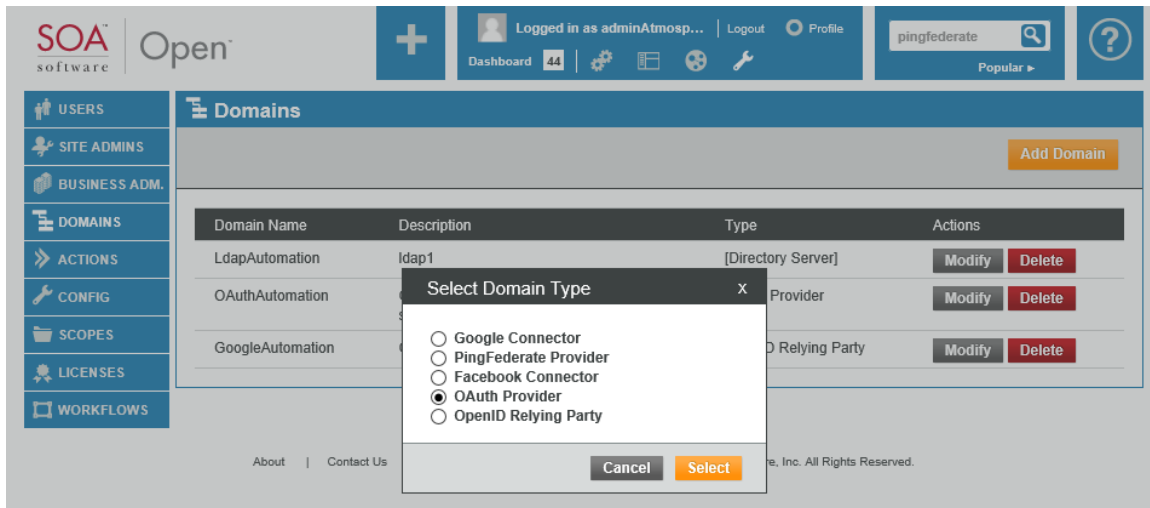 SOA™
software
Open
+
Logged in as adminAtmosp... | Logout Profile
Dashboard 44
pingfederate
Popular ►
?
USERS
SITE ADMINS
BUSINESS ADM.
DOMAINS
ACTIONS
CONFIG
SCOPES
LICENSES
WORKFLOWS
Domains
Add Domain
Domain Name Description Type Actions
LdapAutomation ldap1 [Directory Server] Modify Delete
OAuthAutomation Provider Modify Delete
GoogleAutomation Relying Party Modify Delete
Select Domain Type X
Google Connector
PingFederate Provider
Facebook Connector
OAuth Provider
OpenID Relying Party
Cancel Select
About | Contact Us Inc. All Rights Reserved.